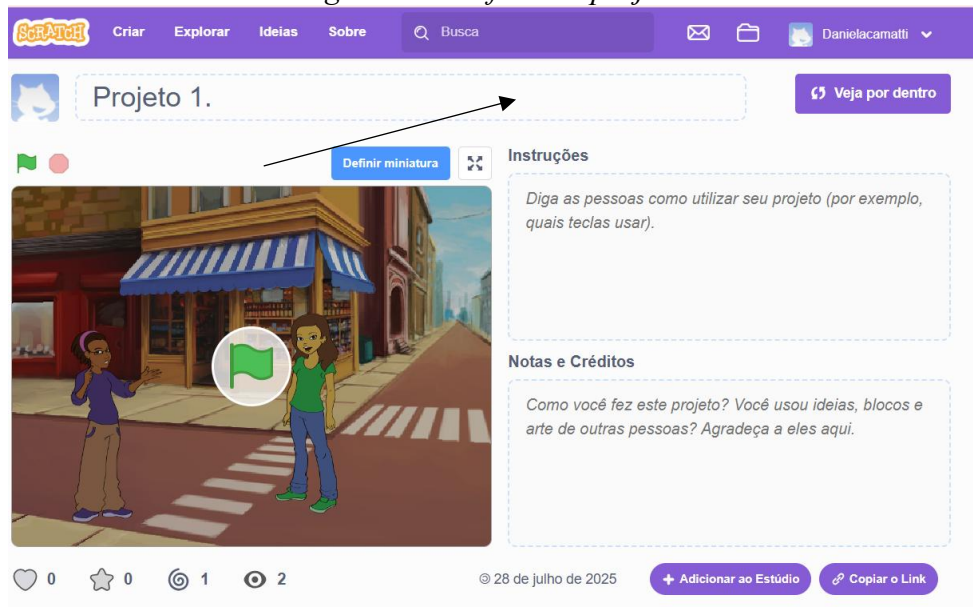 SCRATCH Criar Explorar Ideias Sobre Busca Danielacamatti
Projeto 1.
Veja por dentro
Definir miniatura
Instruções
Diga as pessoas como utilizar seu projeto (por exemplo,
quais teclas usar).
Notas e Créditos
Como você fez este projeto? Você usou ideias, blocos e
arte de outras pessoas? Agradeça a eles aqui.
0 0 1 2
28 de julho de 2025
Adicionar ao Estúdio
Copiar o Link